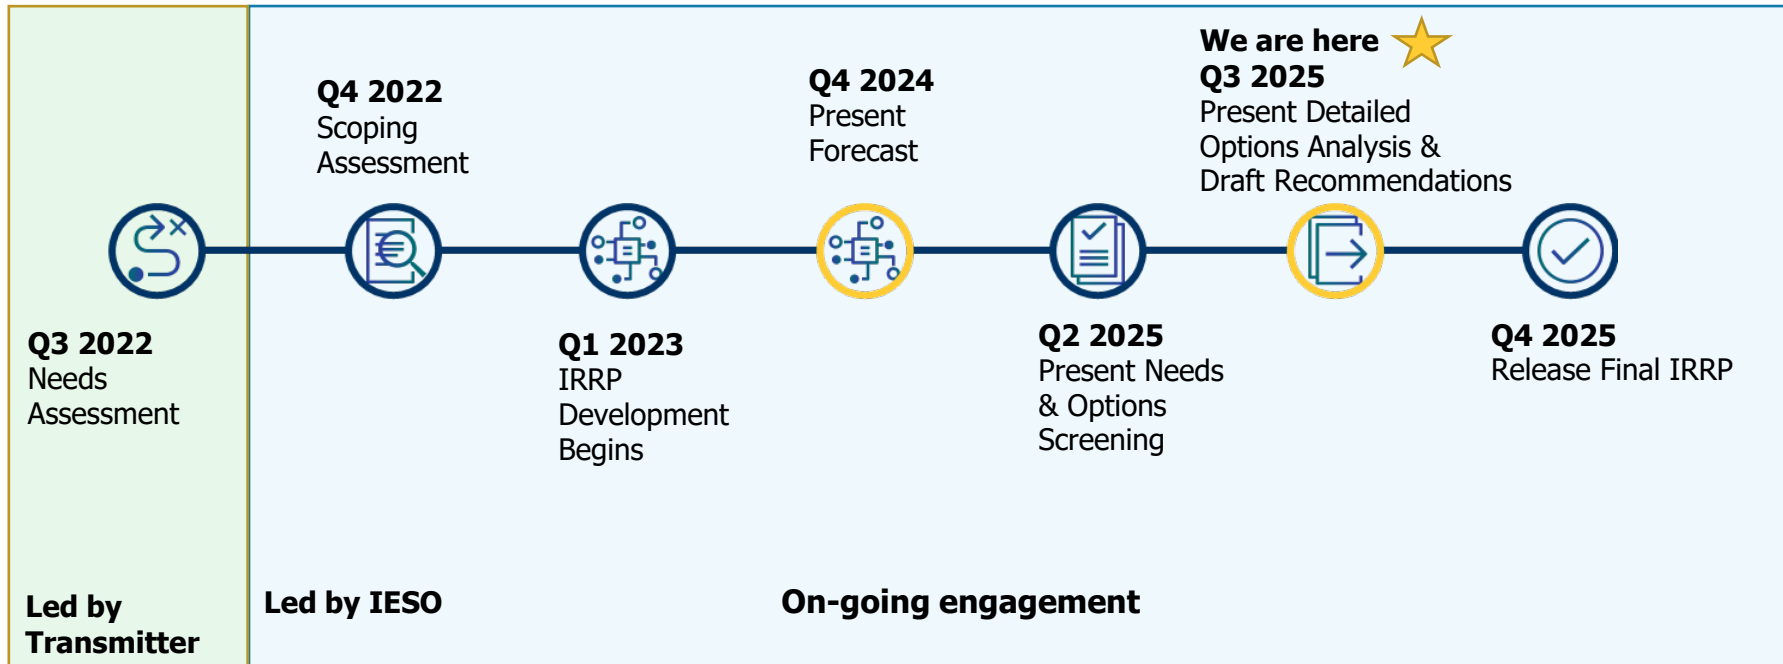 Q3 2022
Needs
Assessment
Q4 2022
Scoping
Assessment
Q1 2023
IRRP
Development
Begins
Q4 2024
Present
Forecast
Q2 2025
Present Needs
& Options
Screening
We are here
Q3 2025
Present Detailed
Options Analysis &
Draft Recommendations
Q4 2025
Release Final IRRP
Led by
Transmitter
Led by IESO
On-going engagement